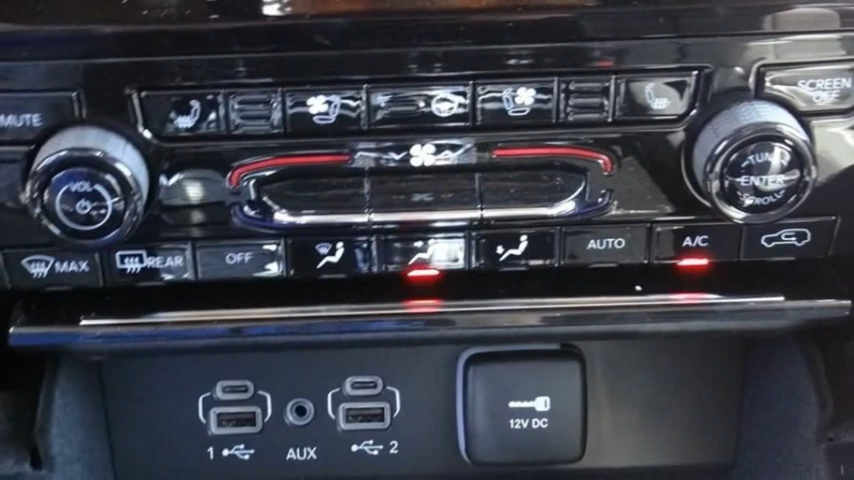 MUTE
SCREEN
OFF
VOL
TUNE
ENTER
SCROLL
MAX
REAR
OFF
AUTO
A/C
1
AUX
2
12V DC